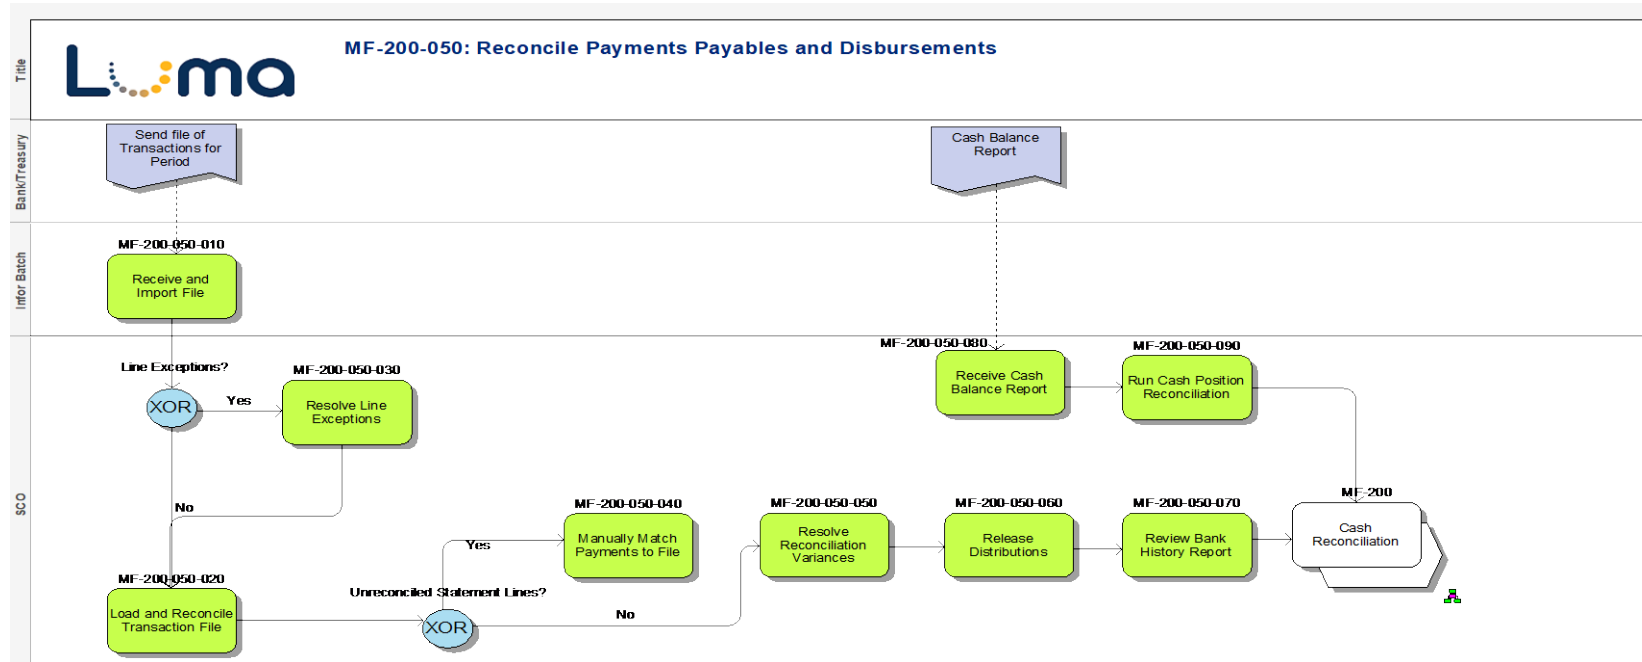 Title
Luma
MF-200-050: Reconcile Payments Payables and Disbursements
Bank/Treasury
Send file of
Transactions for
Period
Cash Balance
Report
Infor Batch
MF-200-050-010
Receive and
Import File
SCO
Line Exceptions?
XOR
Yes
No
MF-200-050-030
Resolve Line
Exceptions
MF-200-050-080
Receive Cash
Balance Report
MF-200-050-090
Run Cash Position
Reconciliation
MF-200-050-020
Load and Reconcile
Transaction File
Unreconciled Statement Lines?
XOR
Yes
No
MF-200-050-040
Manually Match
Payments to File
MF-200-050-050
Resolve
Reconciliation
Variances
MF-200-050-060
Release
Distributions
MF-200-050-070
Review Bank
History Report
MF-200
Cash
Reconciliation